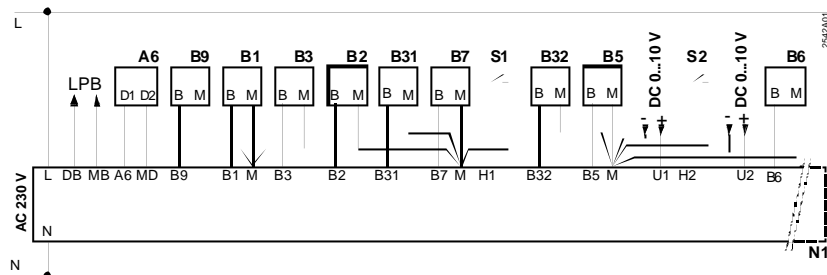 L
2542A01
A6 B9 B1 B3 B2 B31 B7 S1 B32 B5 DC 0...10 V S2 DC 0...10 V B6
LPB
D1 D2 B M B M B M B M B M B M B M B M B M
- + - +
L DB MB A6 MD B9 B1 M B3 B2 B31 B7 M H1 B32 B5 M U1 H2 U2 B6
AC 230 V
N
N1
N